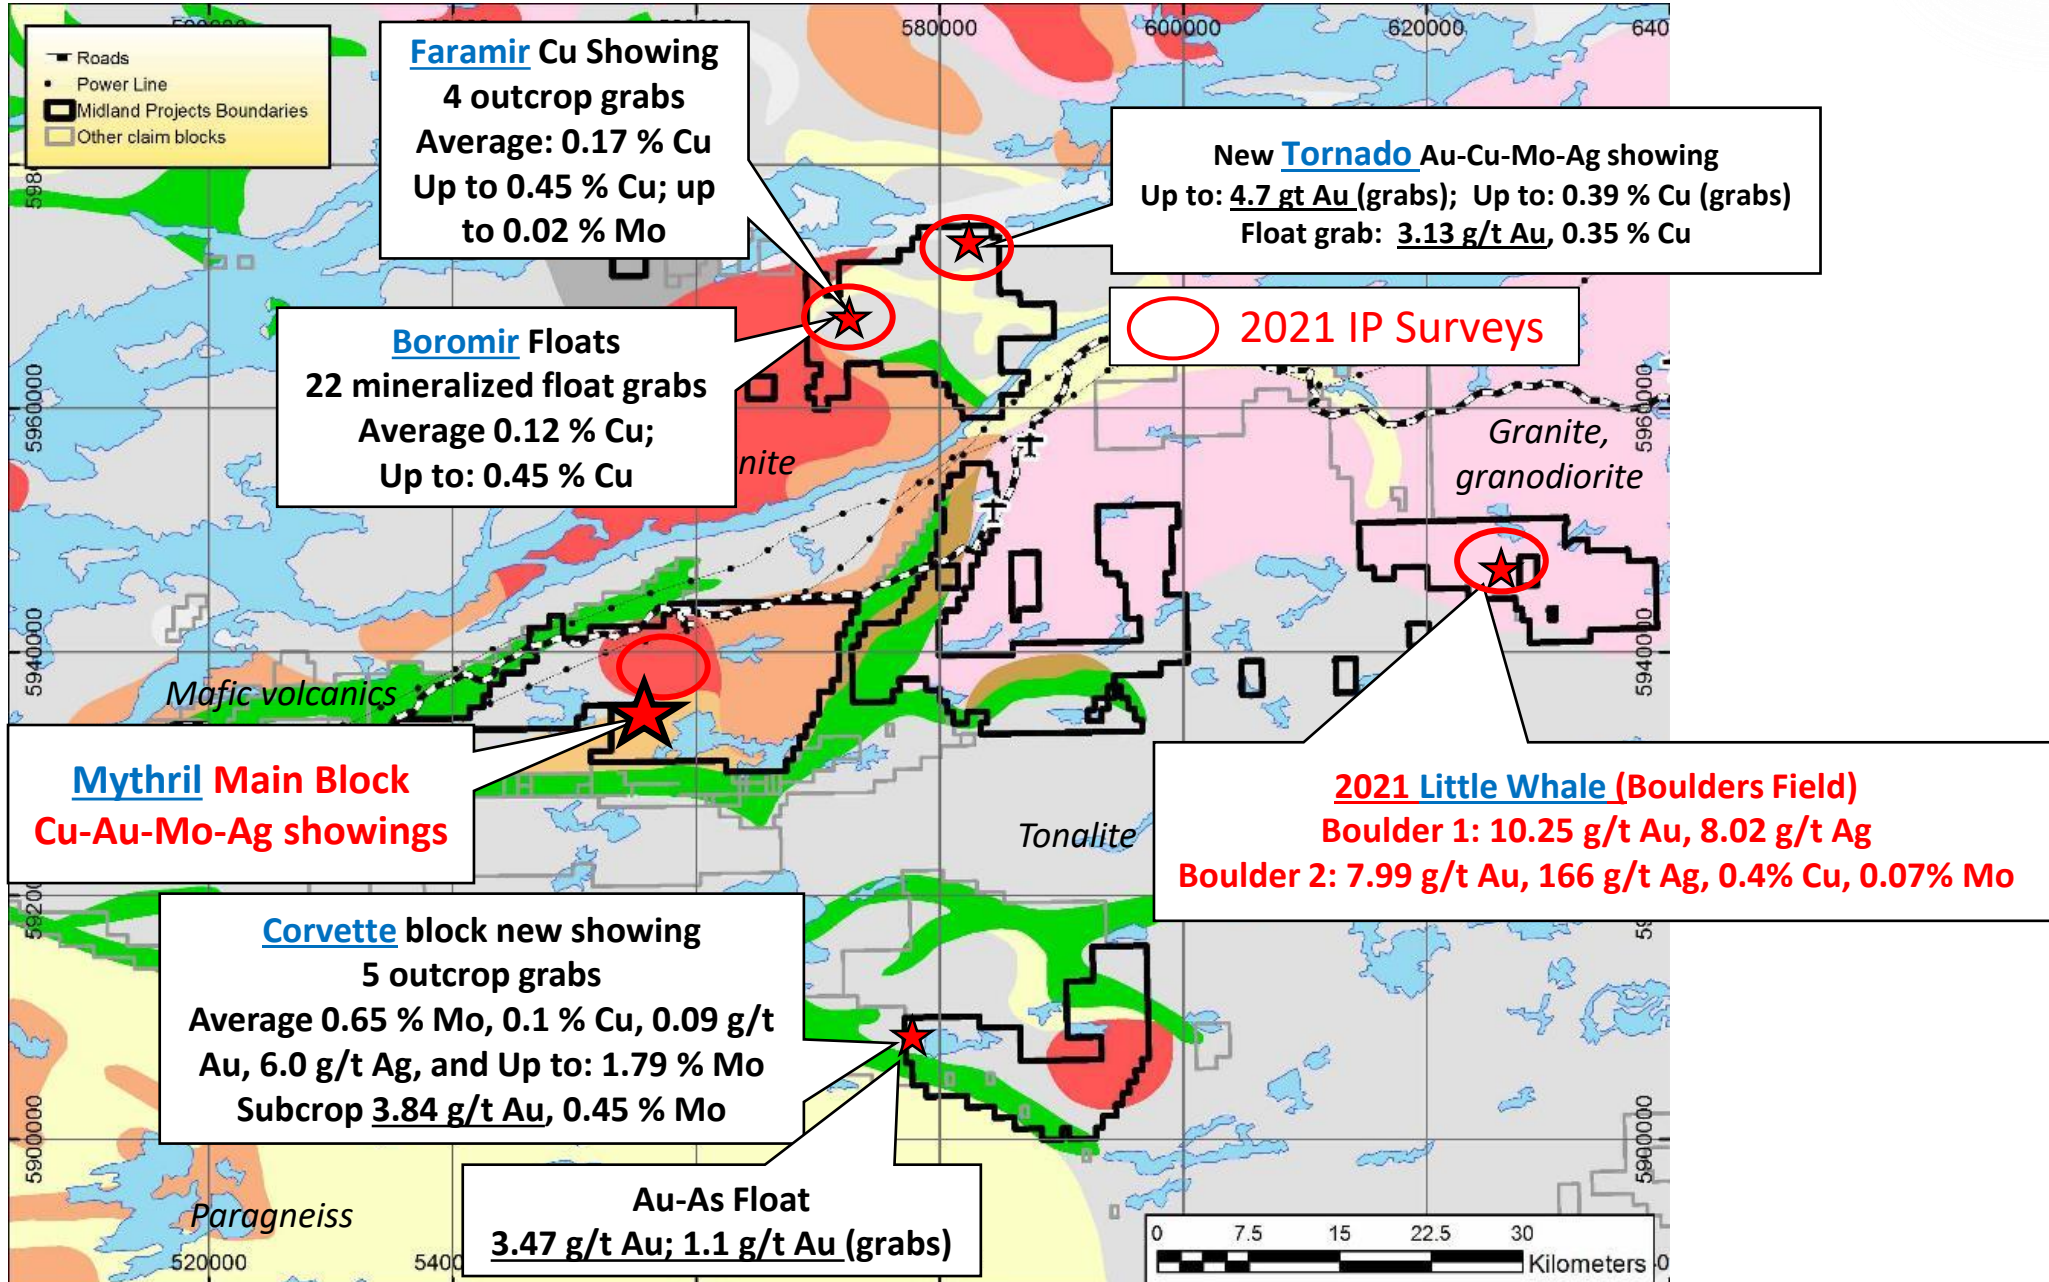 520000
580000
600000
620000
640
Roads
Power Line
Midland Projects Boundaries
Other claim blocks
Faramir Cu Showing
4 outcrop grabs
Average: 0.17 % Cu
Up to 0.45 % Cu; up
to 0.02 % Mo
New Tornado Au-Cu-Mo-Ag showing
Up to: 4.7 gt Au (grabs); Up to: 0.39 % Cu (grabs)
Float grab: 3.13 g/t Au, 0.35 % Cu
598
2021 IP Surveys
Boromir Floats
22 mineralized float grabs
Average 0.12 % Cu;
Up to: 0.45 % Cu
nite
5960000
5960000
Granite,
granodiorite
5940000
5940000
Mafic volcanics
Mythril Main Block
Cu-Au-Mo-Ag showings
Tonalite
2021 Little Whale (Boulders Field)
Boulder 1: 10.25 g/t Au, 8.02 g/t Ag
Boulder 2: 7.99 g/t Au, 166 g/t Ag, 0.4% Cu, 0.07% Mo
5920
59
Corvette block new showing
5 outcrop grabs
Average 0.65 % Mo, 0.1 % Cu, 0.09 g/t
Au, 6.0 g/t Ag, and Up to: 1.79 % Mo
Subcrop 3.84 g/t Au, 0.45 % Mo
5900000
5900000
Au-As Float
3.47 g/t Au; 1.1 g/t Au (grabs)
Paragneiss
520000
5400
0 7.5 15 22.5 30
Kilometers
0